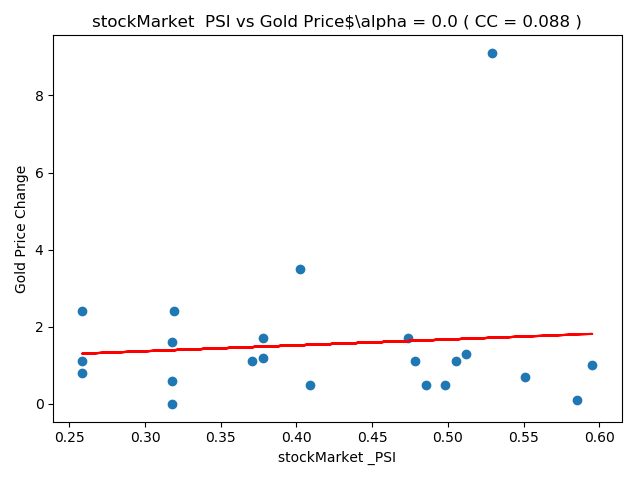 stockMarket  PSI vs Gold Price$\alpha = 0.0 ( CC = 0.088 )
8
6
4
2
0
Gold Price Change
0.25 0.30 0.35 0.40 0.45 0.50 0.55 0.60
stockMarket _PSI